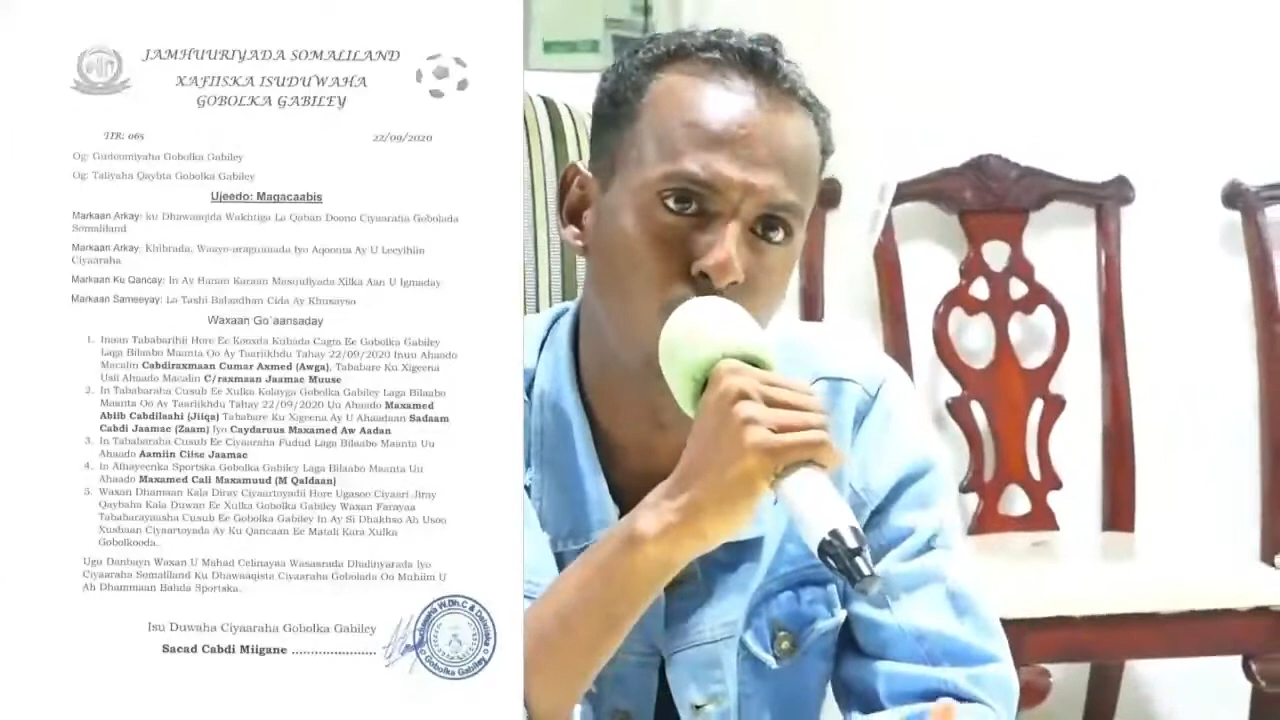 JAMHUURIYADA SOMALILAND
XAFIISKA ISUDUWAHA
GOBOLKA GABILEY
TIR: 065 22/09/2020
Og: Gudoomiyaha Gobolka Gabiley
Og: Taliyaha Qaybta Gobolka Gabiley
Ujeedo: Magacaabis
Markaan Arkay: ku Dhawaaqida Wakhtiga La Qaban Doono Ciyaaraha Gobolada
Somaliland
Markaan Arkay: Khibrada, Waayo-aragnimada Iyo Aqoonta Ay U Leeyihiin
Ciyaaraha
Markaan Ku Qancay: In Ay Hanan Karaan Masuuliyada Xilka Aan U Igmaday
Markaan Sameeyay: La Tashi Balaadhan Cida Ay Khusayso
Waxaan Go`aansaday
1. Inaan Tababarihii Hore Ee Kooxda Kubada Cagta Ee Gobolka Gabiley
Laga Bilaabo Maanta Oo Ay Taariikhdu Tahay 22/09/2020 Inuu Ahaado
Macalin Cabdiraxmaan Cumar Axmed (Awga), Tababare Ku Xigeena
Usii Ahaado Macalin C/raxmaan Jaamac Muuse
2. In Tababaraha Cusub Ee Xulka Kolayga Gobolka Gabiley Laga Bilaabo
Maanta Oo Ay Taariikhdu Tahay 22/09/2020 Uu Ahaado Maxamed
Abiib Cabdilaahi (Jiiqa) Tababare Ku Xigeena Ay U Ahaadaan Sadaam
Cabdi Jaamac (Zaam) Iyo Caydaruus Maxamed Aw Aadan
3. In Tababaraha Cusub Ee Ciyaaraha Fudud Laga Bilaabo Maanta Uu
Ahaado Aamiin Ciise Jaamac
4. In Afhayeenka Sportska Gobolka Gabiley Laga Bilaabo Maanta Uu
Ahaado Maxamed Cali Maxamuud (M Qaldaan)
5. Waxan Dhamaan Kala Diray Ciyaartoyadii Hore Ugasoo Ciyaari Jiray
Qaybaha Kala Duwan Ee Xulka Gobolka Gabiley Waxan Farayaa
Tababarayaasha Cusub Ee Gobolka Gabiley In Ay Si Dhakhso Ah Usoo
Xushaan Ciyaartoyada Ay Ku Qancaan Ee Matali Kara Xulka
Gobolkooda.
Ugu Danbayn Waxan U Mahad Celinayaa Wasaarada Dhalinyarada Iyo
Ciyaaraha Somaliland Ku Dhawaaqista Ciyaaraha Gobolada Oo Muhiim U
Ah Dhammaan Bahda Sportska.
Isu Duwaha Ciyaaraha Gobolka Gabiley
Sacad Cabdi Miigane .....................
Gobolka Gabiley